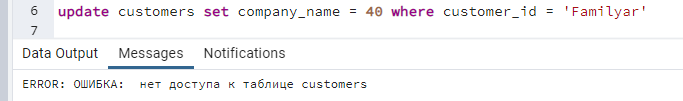 6 update customers set company_name = 40 where customer_id = 'Familyar'
7
Data Output Messages Notifications
ERROR: ОШИБКА: нет доступа к таблице customers